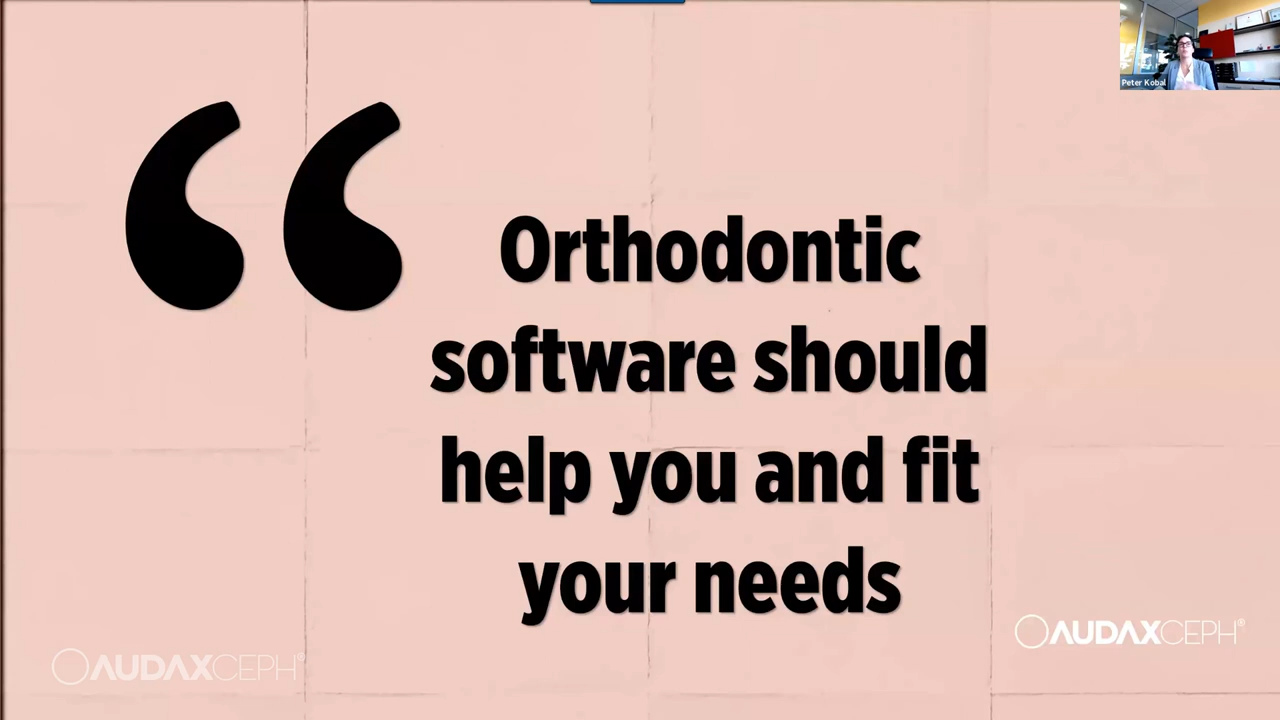 Peter Kobal
“
Orthodontic
software should
help you and fit
your needs
AUDAXCEPH®
AUDAXCEPH®